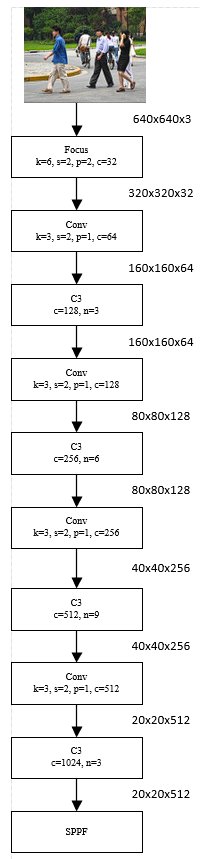 640x640x3
Focus
k=6, s=2, p=2, c=32
320x320x32
Conv
k=3, s=2, p=1, c=64
160x160x64
C3
c=128, n=3
160x160x64
Conv
k=3, s=2, p=1, c=128
80x80x128
C3
c=256, n=6
80x80x128
Conv
k=3, s=2, p=1, c=256
40x40x256
C3
c=512, n=9
40x40x256
Conv
k=3, s=2, p=1, c=512
20x20x512
C3
c=1024, n=3
20x20x512
SPPF